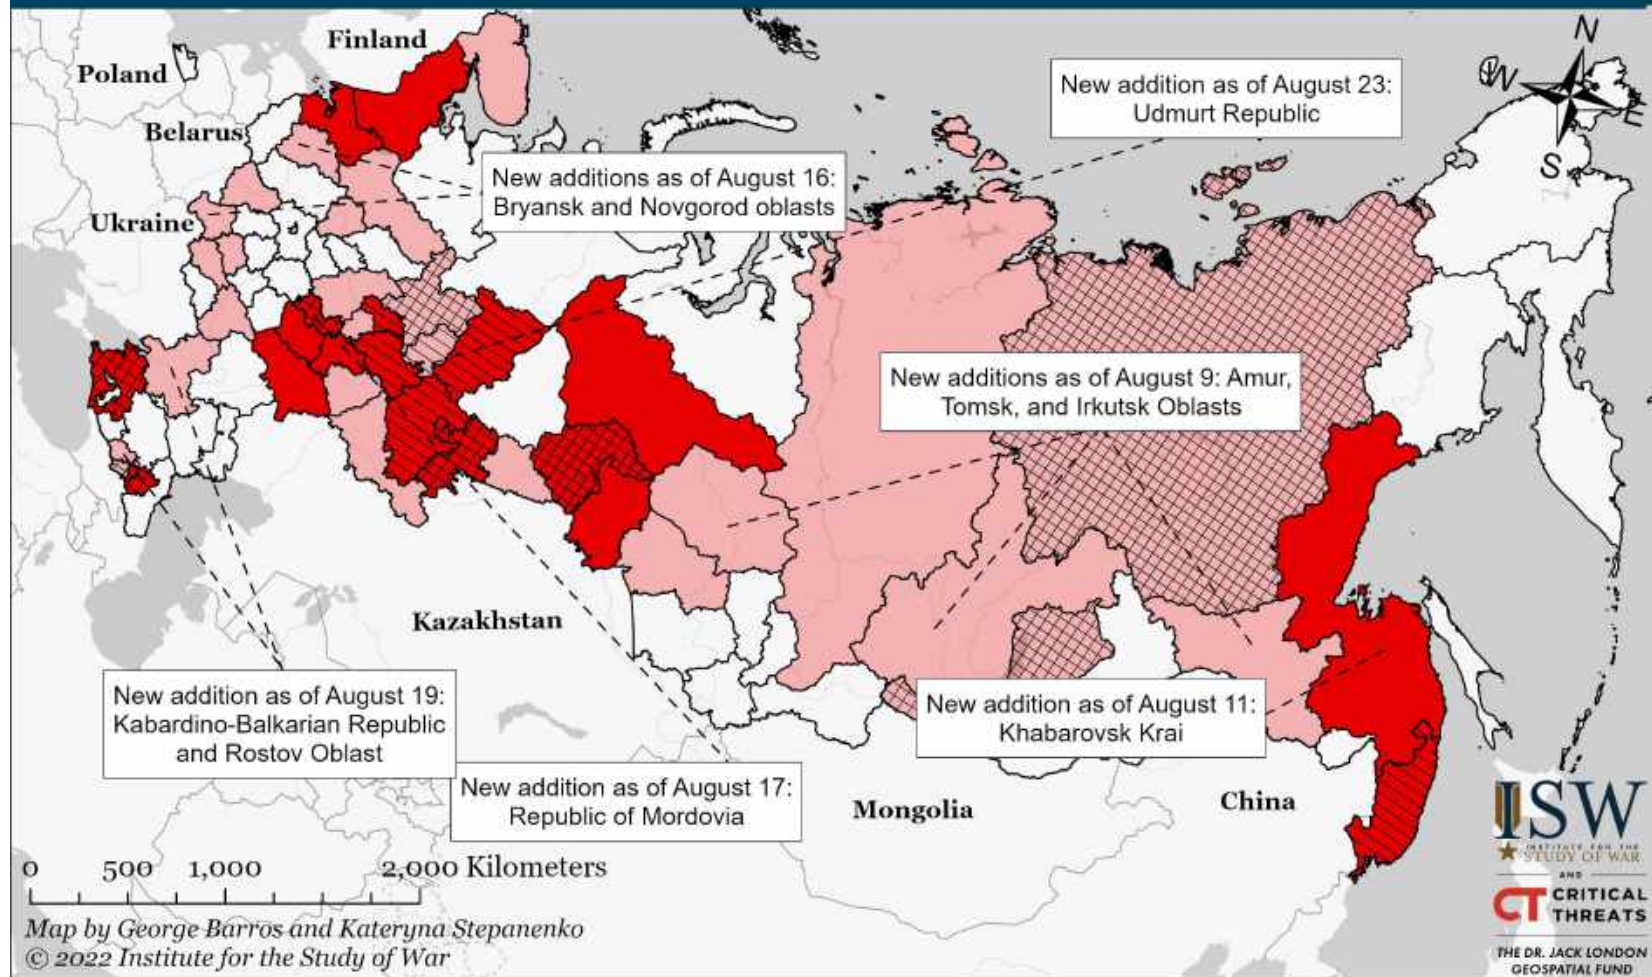 Finland
Poland
Belarus
Ukraine
New additions as of August 16:
Bryansk and Novgorod oblasts
New addition as of August 23:
Udmurt Republic
N
W
E
S
New additions as of August 9: Amur,
Tomsk, and Irkutsk Oblasts
Kazakhstan
New addition as of August 19:
Kabardino-Balkarian Republic
and Rostov Oblast
New addition as of August 11:
Khabarovsk Krai
New addition as of August 17:
Republic of Mordovia
Mongolia
China
0 500 1,000 2,000 Kilometers
Map by George Barros and Kateryna Stepanenko
© 2022 Institute for the Study of War
ISW
INSTITUTE FOR THE
STUDY OF WAR
AND
CT CRITICAL
THREATS
THE DR. JACK LONDON
GEOSPATIAL FUND